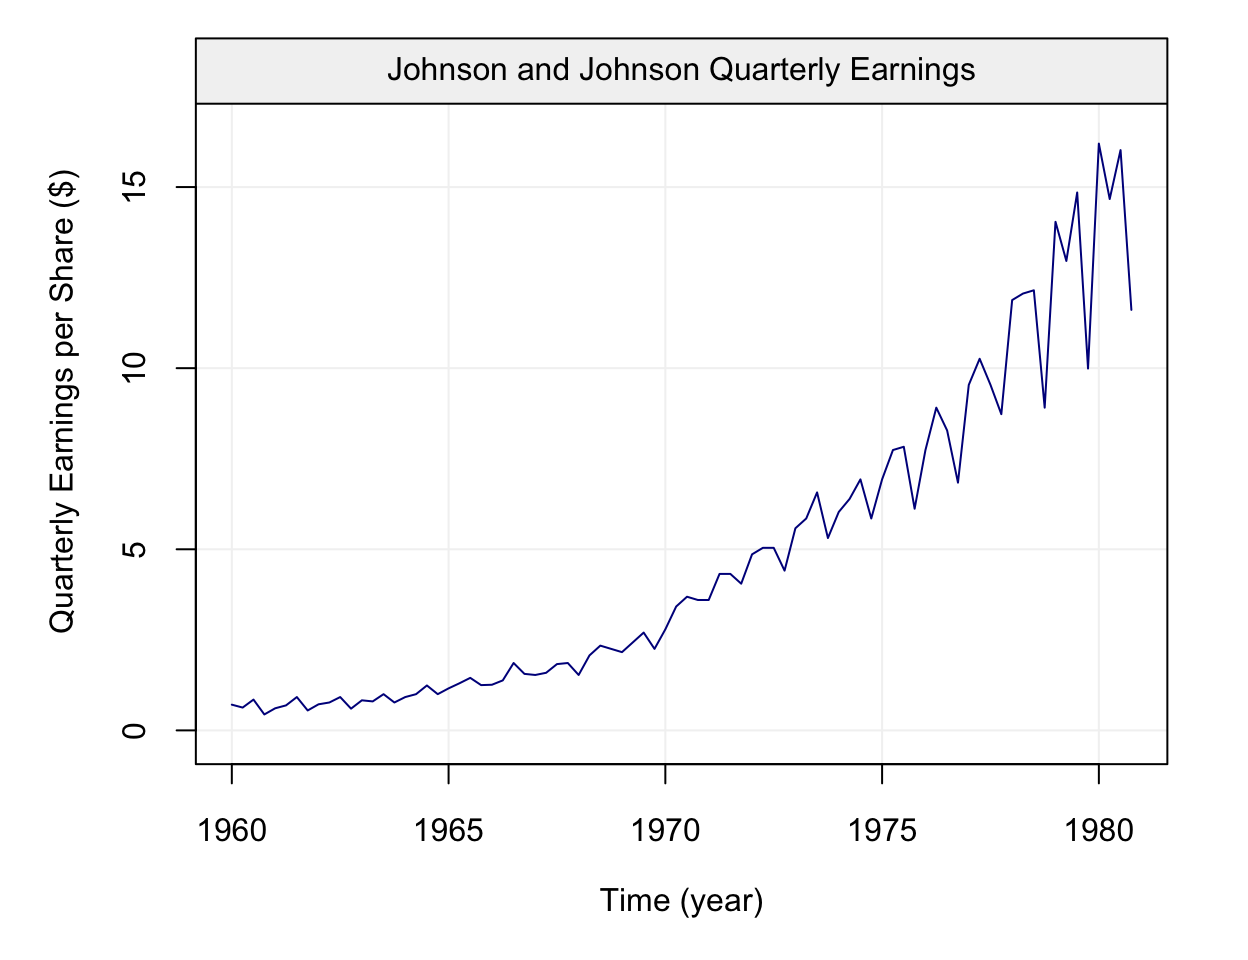 Johnson and Johnson Quarterly Earnings
Quarterly Earnings per Share ($)
15
10
5
0
1960 1965 1970 1975 1980
Time (year)